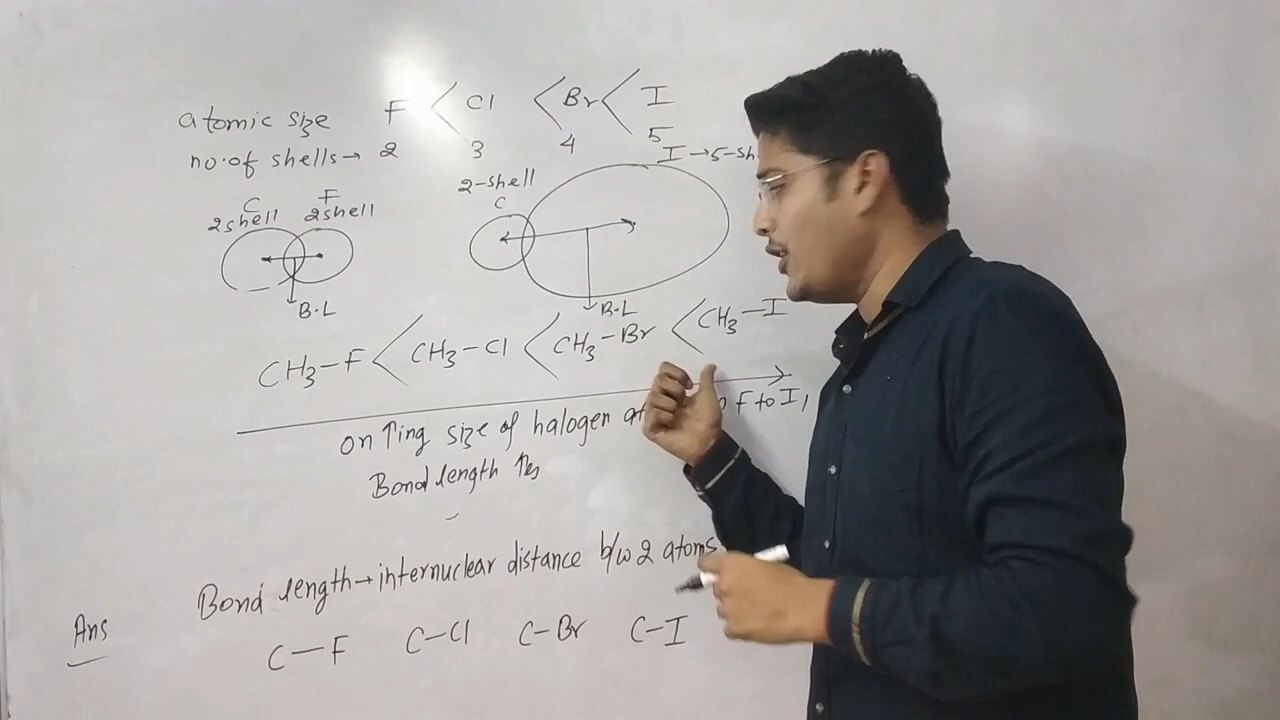 atomic size F < Cl < Br < I
no. of shells → 2 3 4 5
I → 5-sh
2-shell
C F C
2shell 2shell
B.L B.L
CH3-F < CH3-Cl < CH3-Br < CH3-I
on ↑ing size of halogen F to I,
Bond length ↑es
Bond length → internuclear distance b/w 2 atoms
Ans
C-F C-Cl C-Br C-I